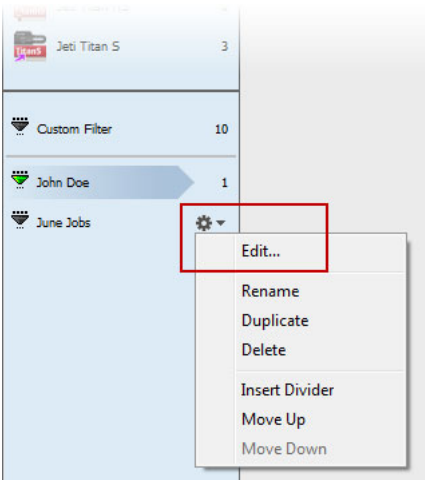 Jeti Titan S 3
Custom Filter 10
John Doe 1
June Jobs
Edit...
Rename
Duplicate
Delete
Insert Divider
Move Up
Move Down